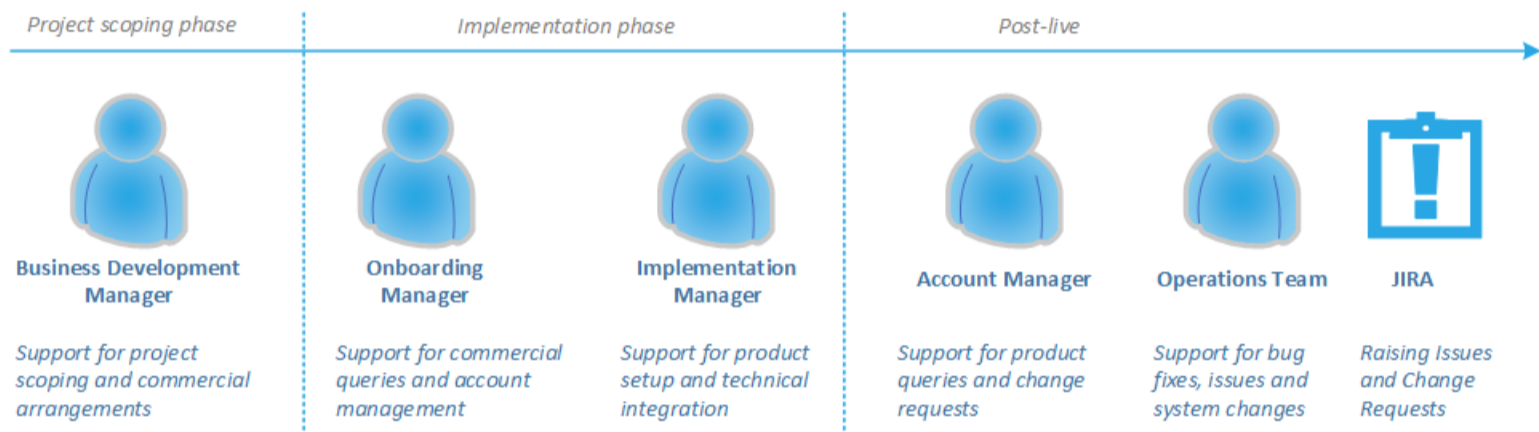 Project scoping phase
Implementation phase
Post-live
Business Development
Manager
Onboarding
Manager
Implementation
Manager
Account Manager
Operations Team
JIRA
Support for project
scoping and commercial
arrangements
Support for commercial
queries and account
management
Support for product
setup and technical
integration
Support for product
queries and change
requests
Support for bug
fixes, issues and
system changes
Raising Issues
and Change
Requests